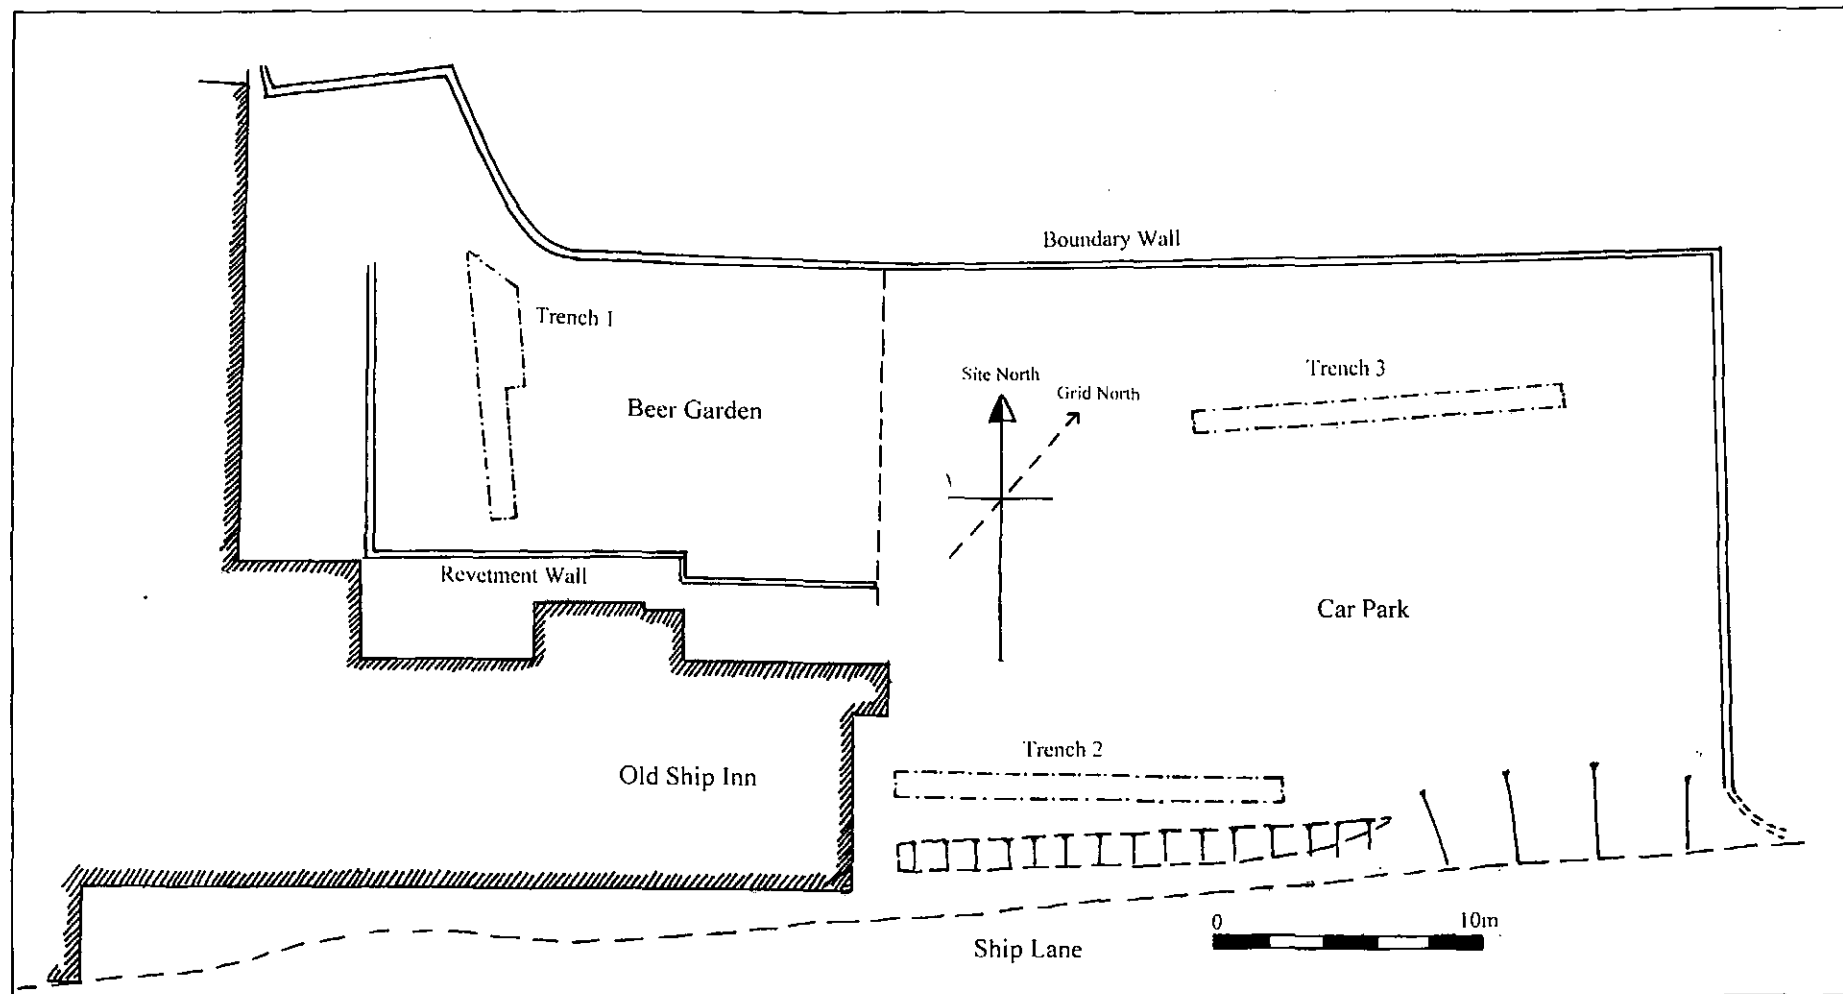 Boundary Wall
Trench 1
Site North
Grid North
Trench 3
Beer Garden
Revetment Wall
Car Park
Trench 2
Old Ship Inn
0
10m
Ship Lane